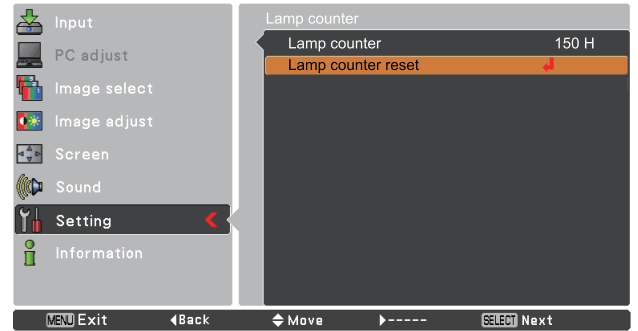 Input
PC adjust
Image select
Image adjust
Screen
Sound
Setting
Information
Lamp counter
Lamp counter 150 H
Lamp counter reset
MENU Exit Back Move ----- SELECT Next